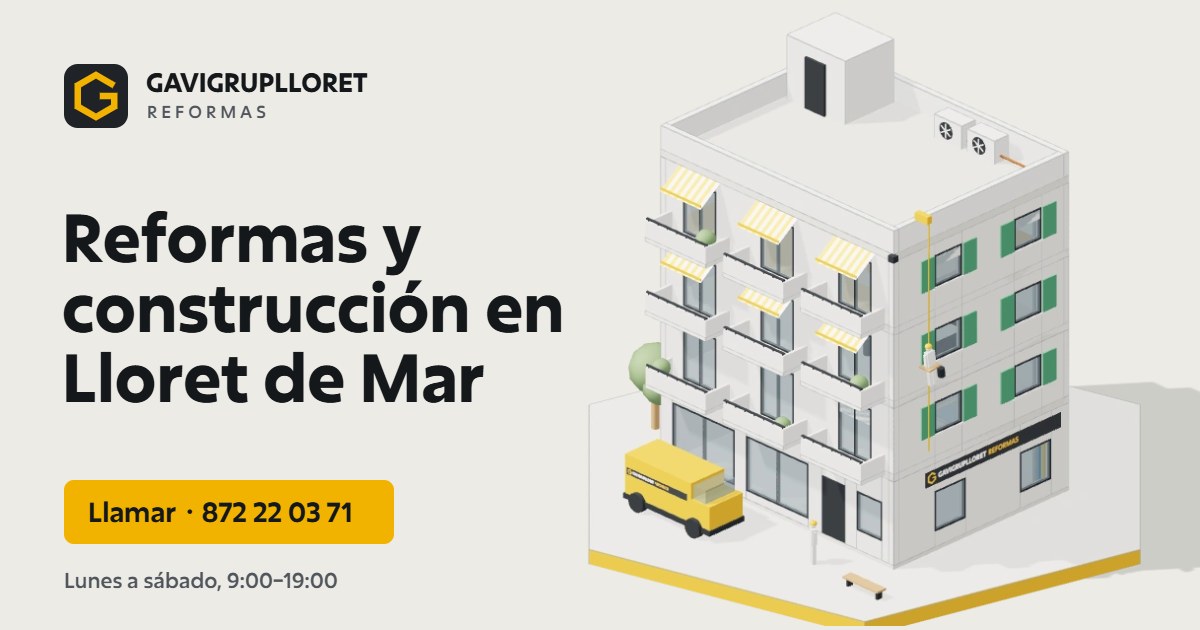 GAVIGRUPLLORET
REFORMAS
Reformas y
construcción en
Lloret de Mar
Llamar · 872 22 03 71
Lunes a sábado, 9:00–19:00
GAVIGRUPLLORET REFORMAS